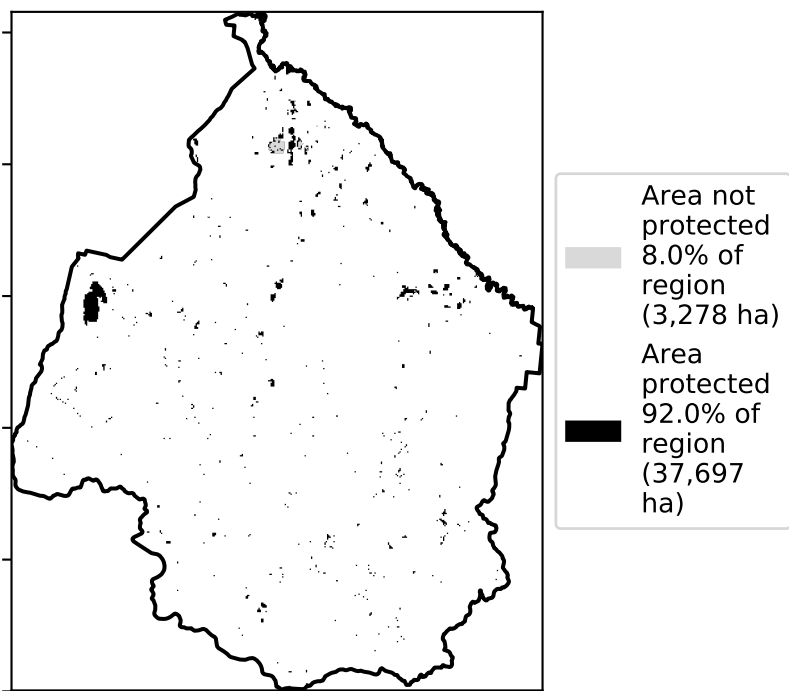 Area not
protected
8.0% of
region
(3,278 ha)
Area
protected
92.0% of
region
(37,697
ha)